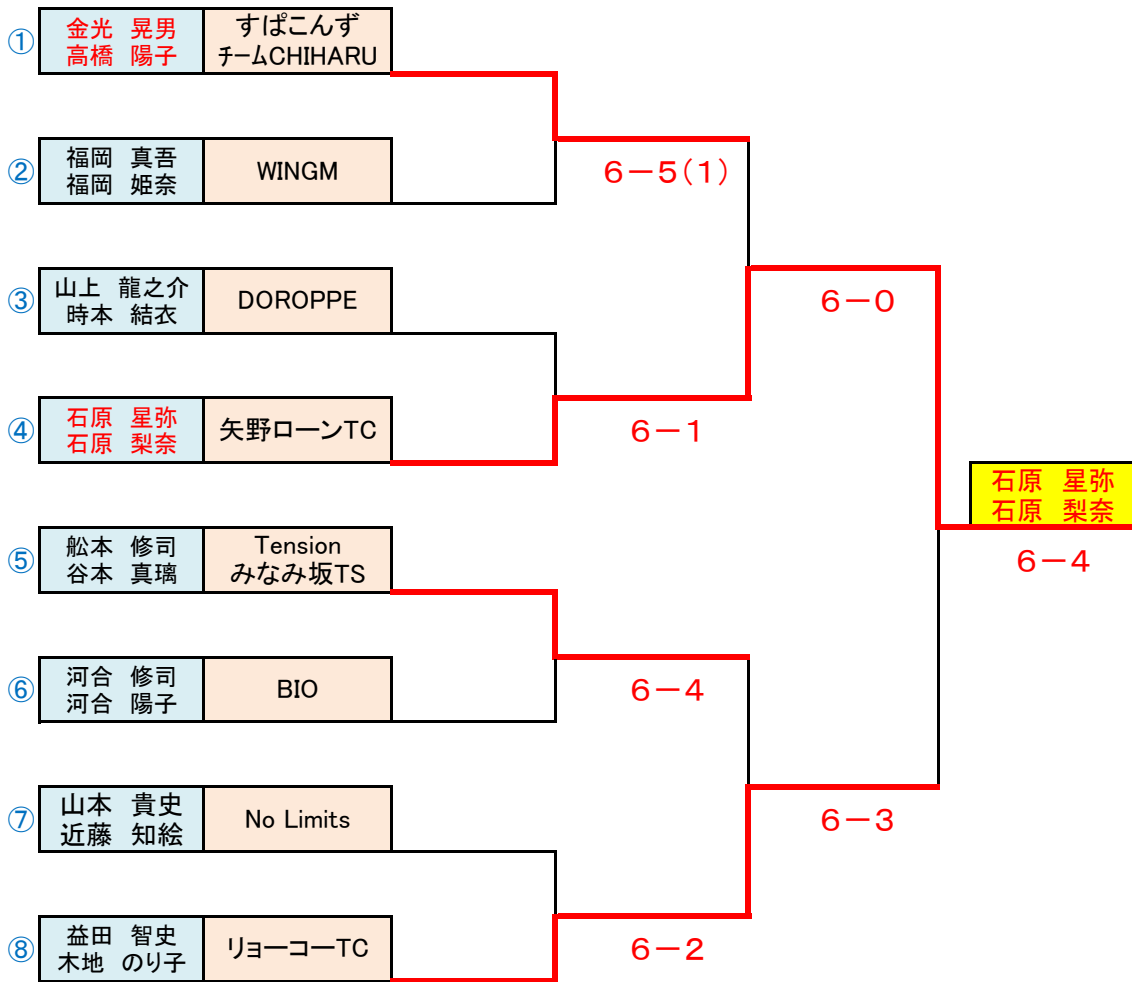 ①
金光 晃男
高橋 陽子
すぱこんず
チームCHIHARU
②
福岡 真吾
福岡 姫奈
WINGM
6-5(1)
③
山上 龍之介
時本 結衣
DOROPPE
6-0
④
石原 星弥
石原 梨奈
矢野ローンTC
6-1
石原 星弥
石原 梨奈
6-4
⑤
舩本 修司
谷本 真璃
Tension
みなみ坂TS
⑥
河合 修司
河合 陽子
BIO
6-4
⑦
山本 貴史
近藤 知絵
No Limits
6-3
⑧
益田 智史
木地 のり子
リョーコーTC
6-2